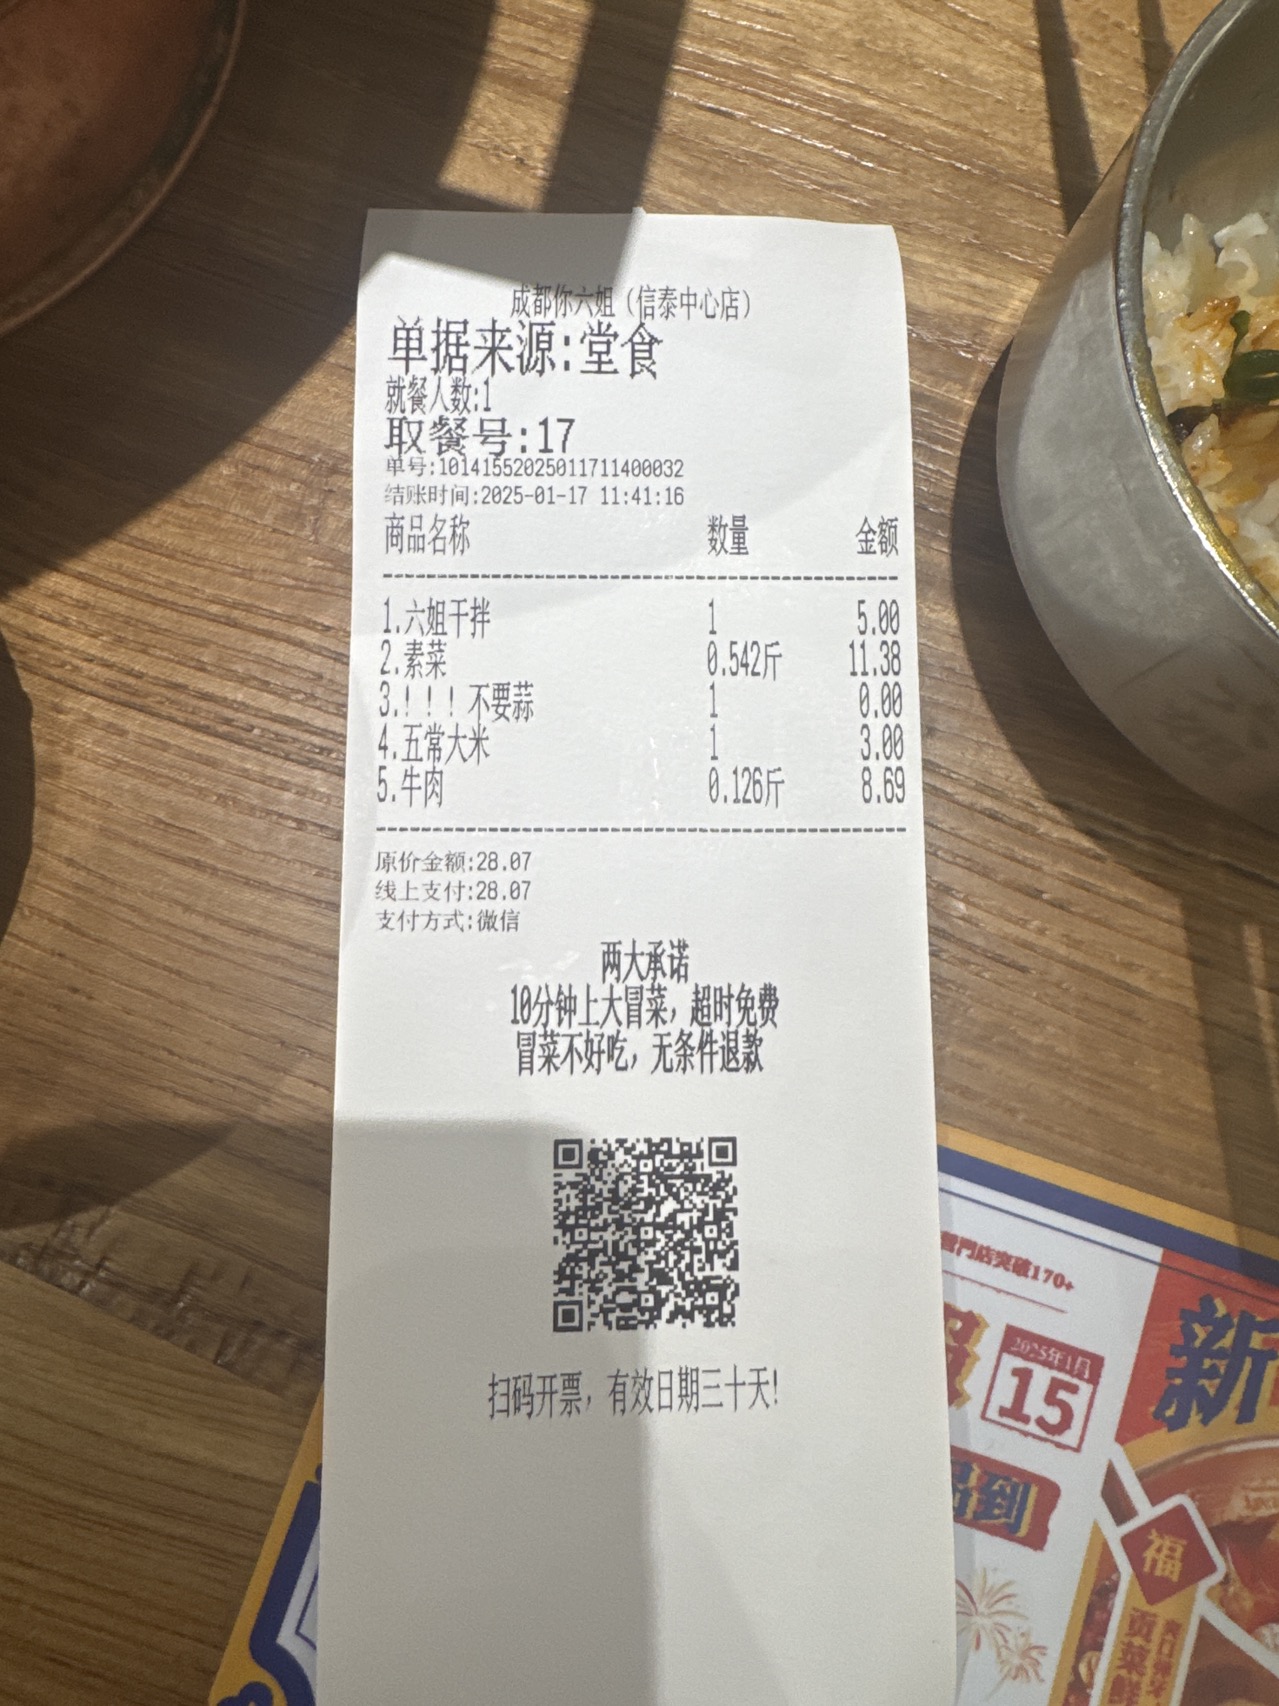 成都你六姐（信泰中心店）
单据来源:堂食
就餐人数:1
取餐号:17
单号:10141552025011711400032
结账时间:2025-01-17 11:41:16
商品名称 数量 金额
1.六姐干拌 1 5.00
2.素菜 0.542斤 11.38
3.！！！不要蒜 1 0.00
4.五常大米 1 3.00
5.牛肉 0.126斤 8.69
原价金额:28.07
线上支付:28.07
支付方式:微信
两大承诺
10分钟上大冒菜，超时免费
冒菜不好吃，无条件退款
扫码开票，有效日期三十天!
門店突破170+
2025年1月
15
新
到
福
贡菜